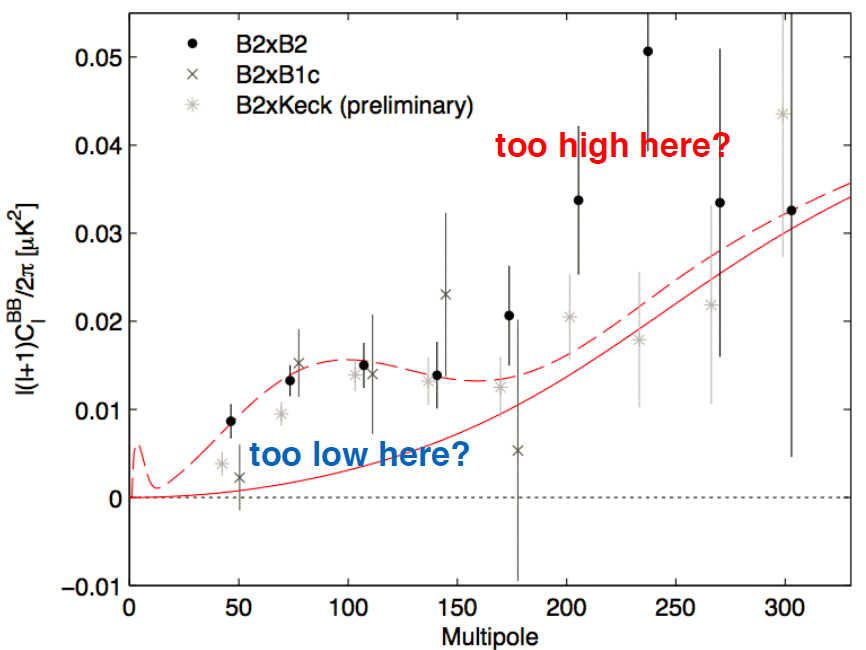 B2xB2
B2xB1c
B2xKeck (preliminary)
too high here?
too low here?
0.05
0.04
0.03
0.02
0.01
0
−0.01
l(l+1)C_l^BB/2π [μK²]
0 50 100 150 200 250 300
Multipole